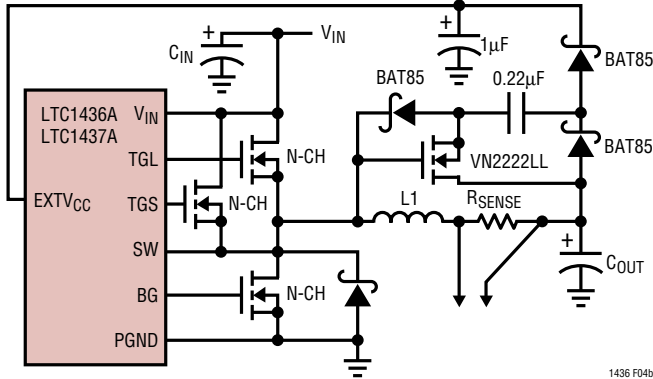 +
+
V_IN
C_IN
1µF
BAT85
BAT85
0.22µF
LTC1436A
LTC1437A
V_IN
BAT85
TGL
N-CH
VN2222LL
EXTV_CC
TGS
N-CH
L1
R_SENSE
SW
+
C_OUT
BG
N-CH
PGND
1436 F04b